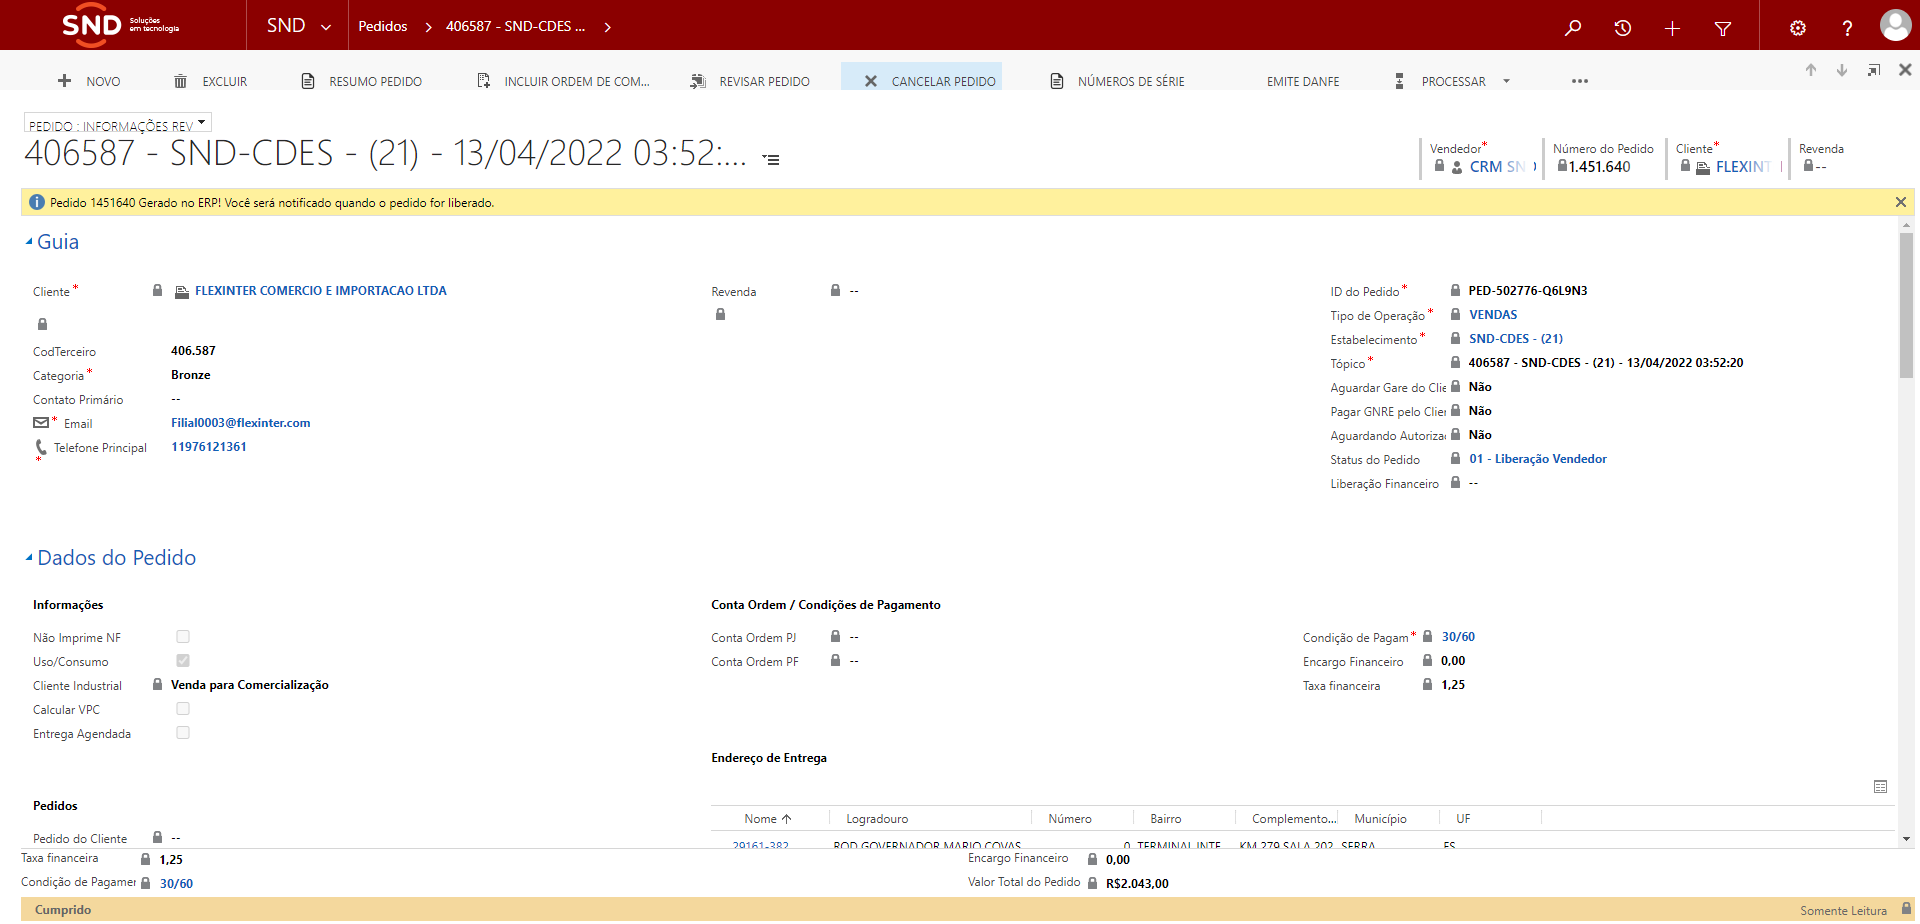 SND Soluções em tecnologia
SND
Pedidos
406587 - SND-CDES ...
NOVO
EXCLUIR
RESUMO PEDIDO
INCLUIR ORDEM DE COM...
REVISAR PEDIDO
CANCELAR PEDIDO
NÚMEROS DE SÉRIE
EMITE DANFE
PROCESSAR
PEDIDO : INFORMAÇÕES REV
406587 - SND-CDES - (21) - 13/04/2022 03:52:...
Vendedor*
CRM SN
Número do Pedido
1.451.640
Cliente*
FLEXINT
Revenda
--
Pedido 1451640 Gerado no ERP! Você será notificado quando o pedido for liberado.
Guia
Cliente* FLEXINTER COMERCIO E IMPORTACAO LTDA
CodTerceiro 406.587
Categoria* Bronze
Contato Primário --
* Email Filial0003@flexinter.com
Telefone Principal * 11976121361
Revenda --
ID do Pedido* PED-502776-Q6L9N3
Tipo de Operação* VENDAS
Estabelecimento* SND-CDES - (21)
Tópico* 406587 - SND-CDES - (21) - 13/04/2022 03:52:20
Aguardar Gare do Clie Não
Pagar GNRE pelo Clier Não
Aguardando Autoriza Não
Status do Pedido 01 - Liberação Vendedor
Liberação Financeiro --
Dados do Pedido
Informações
Não Imprime NF
Uso/Consumo
Cliente Industrial Venda para Comercialização
Calcular VPC
Entrega Agendada
Conta Ordem / Condições de Pagamento
Conta Ordem PJ --
Conta Ordem PF --
Condição de Pagam* 30/60
Encargo Financeiro 0,00
Taxa financeira 1,25
Endereço de Entrega
Nome Logradouro Número Bairro Complemento... Município UF
29161-382 ROD GOVERNADOR MARIO COVAS 0 TERMINAL INTE KM 279 SALA 202 SERRA ES
Pedidos
Pedido do Cliente --
Taxa financeira 1,25
Condição de Pagamer 30/60
Encargo Financeiro 0,00
Valor Total do Pedido R$2.043,00
Cumprido
Somente Leitura